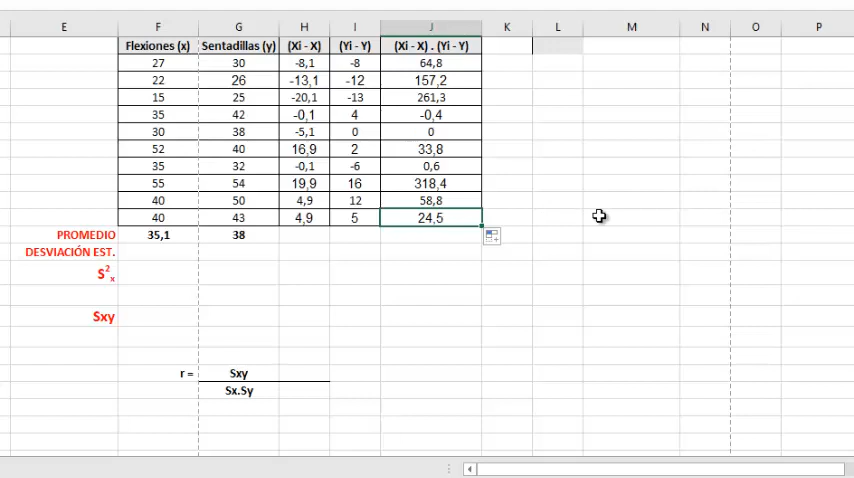 E F G H I J K L M N O P
Flexiones (x) Sentadillas (y) (Xi - X) (Yi - Y) (Xi - X) . (Yi - Y)
27 30 -8,1 -8 64,8
22 26 -13,1 -12 157,2
15 25 -20,1 -13 261,3
35 42 -0,1 4 -0,4
30 38 -5,1 0 0
52 40 16,9 2 33,8
35 32 -0,1 -6 0,6
55 54 19,9 16 318,4
40 50 4,9 12 58,8
40 43 4,9 5 24,5
PROMEDIO 35,1 38
DESVIACIÓN EST.
S²x
Sxy
r = Sxy
Sx.Sy